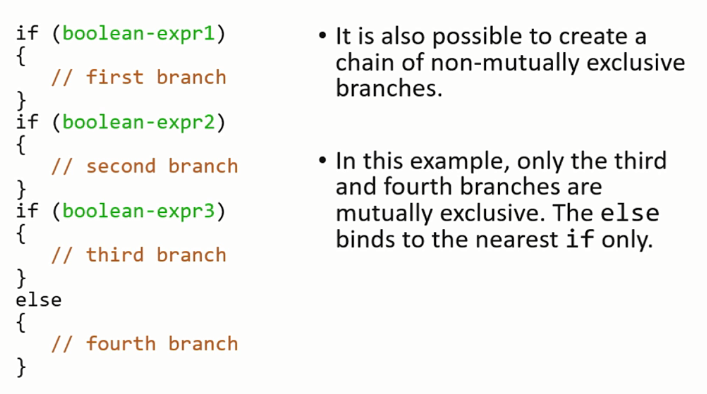 if (boolean-expr1)
{
// first branch
}
if (boolean-expr2)
{
// second branch
}
if (boolean-expr3)
{
// third branch
}
else
{
// fourth branch
}
• It is also possible to create a
chain of non-mutually exclusive
branches.
• In this example, only the third
and fourth branches are
mutually exclusive. The else
binds to the nearest if only.